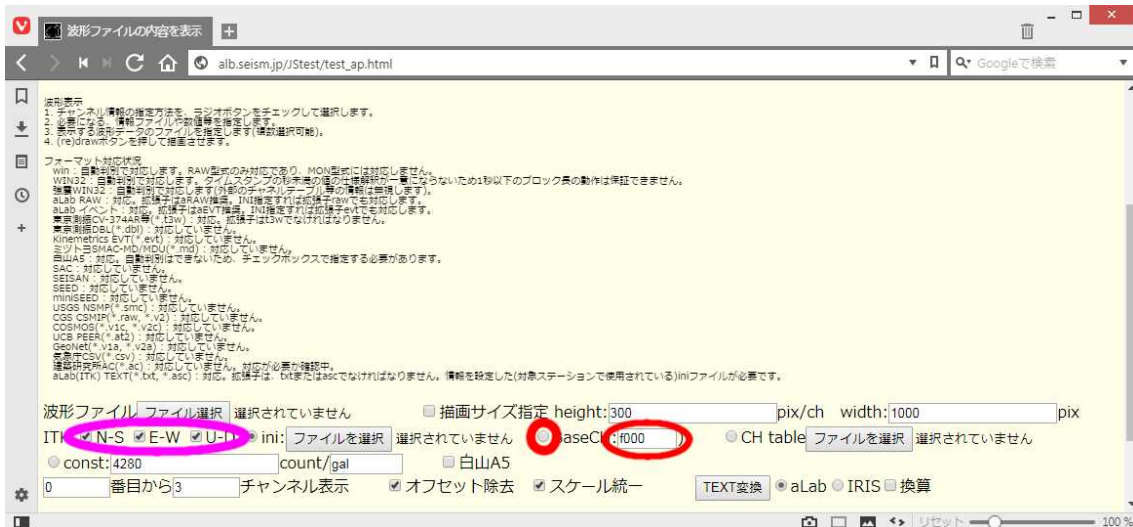 波形ファイルの内容を表示
alb.seism.jp/JStest/test_ap.html
Googleで検索
波形表示
1. チャンネル情報の指定方法を、ラジオボタンをチェックして選択します。
2. 必要になる、情報ファイルや数値等を指定します。
3. 表示する波形データのファイルを指定します(複数選択可能)。
4. (re)drawボタンを押して描画させます。
フォーマット対応状況
win : 自動判別で対応します。RAW型式のみ対応であり、MON型式には対応しません。
WIN32 : 自動判別で対応します。タイムスタンプの秒未満の値の仕様解釈が一意にならないため1秒以下のブロック長の動作は保証できません。
強震WIN32 : 自動判別で対応します(外部のチャネルテーブル等の情報は無視します)。
aLab RAW : 対応。拡張子はaRAW推奨。INI指定すれば拡張子rawでも対応します。
aLab イベント : 対応。拡張子はaEVT推奨。INI指定すれば拡張子evtでも対応します。
東京測振CV-374AR等(*.t3w) : 対応。拡張子はt3wでなければなりません。
東京測振DBL(*.dbl) : 対応していません。
Kinemetrics EVT(*.evt) : 対応していません。
ミツトヨSMAC-MD/MDU(*.md) : 対応していません。
白山A5 : 対応。自動判別はできないため、チェックボックスで指定する必要があります。
SAC : 対応していません。
SEISAN : 対応していません。
SEED : 対応していません。
miniSEED : 対応していません。
USGS NSMP(*.smc) : 対応していません。
CGS CSMIP(*.raw, *.v2) : 対応していません。
COSMOS(*.v1c, *.v2c) : 対応していません。
UCB PEER(*.at2) : 対応していません。
GeoNet(*.v1a, *.v2a) : 対応していません。
気象庁CSV(*.csv) : 対応していません。
建築研究所AC(*.ac) : 対応していません。対応が必要か確認中。
aLab(ITK) TEXT(*.txt, *.asc) : 対応。拡張子は、txtまたはascでなければなりません。情報を設定した(対象ステーションで使用されている)iniファイルが必要です。
波形ファイル ファイル選択 選択されていません 描画サイズ指定 height:300 pix/ch width:1000 pix
N-S E-W U-D ini: ファイルを選択 選択されていません BaseCh:f000 ) CH table ファイルを選択 選択されていません
const:4280 count/gal 白山A5
0 番目から3 チャンネル表示 オフセット除去 スケール統一 TEXT変換 aLab IRIS 換算
リセット 100 %